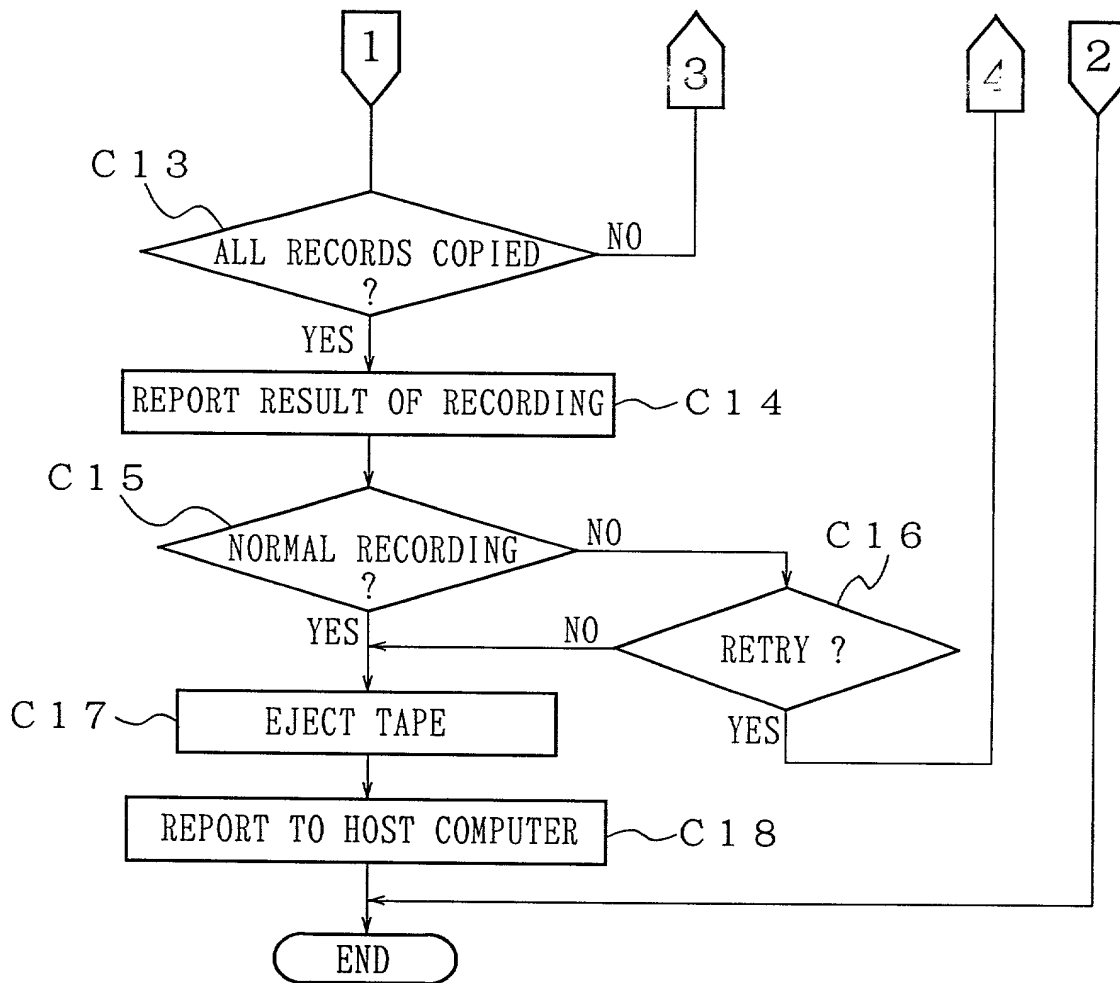 1
3
4
2
C13
ALL RECORDS COPIED
?
NO
YES
REPORT RESULT OF RECORDING
C14
C15
NORMAL RECORDING
?
NO
C16
YES
NO
RETRY ?
C17
EJECT TAPE
YES
REPORT TO HOST COMPUTER
C18
END